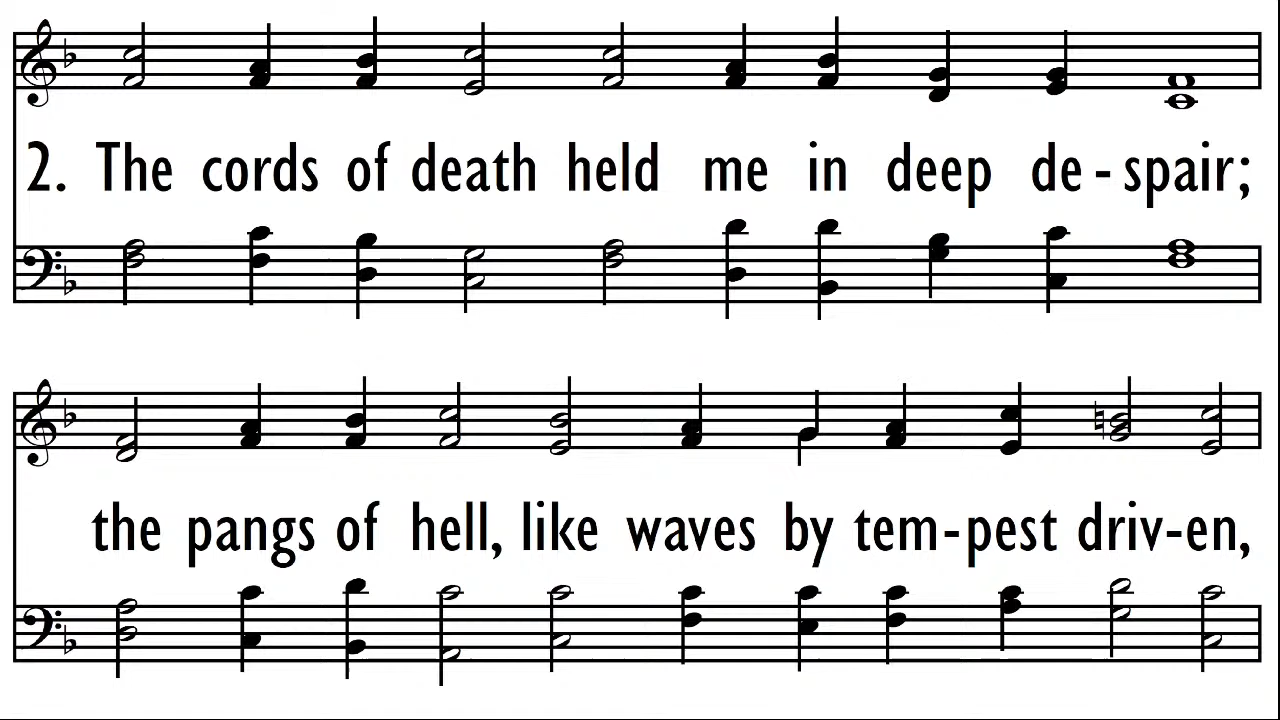 2. The cords of death held me in deep de-spair;
the pangs of hell, like waves by tem-pest driv-en,